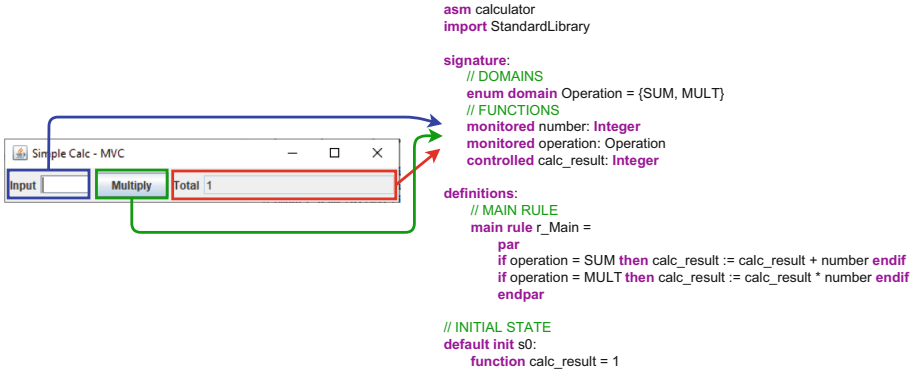 Simple Calc - MVC
Input Multiply Total 1
asm calculator
import StandardLibrary
signature:
// DOMAINS
enum domain Operation = {SUM, MULT}
// FUNCTIONS
monitored number: Integer
monitored operation: Operation
controlled calc_result: Integer
definitions:
// MAIN RULE
main rule r_Main =
par
if operation = SUM then calc_result := calc_result + number endif
if operation = MULT then calc_result := calc_result * number endif
endpar
// INITIAL STATE
default init s0:
function calc_result = 1